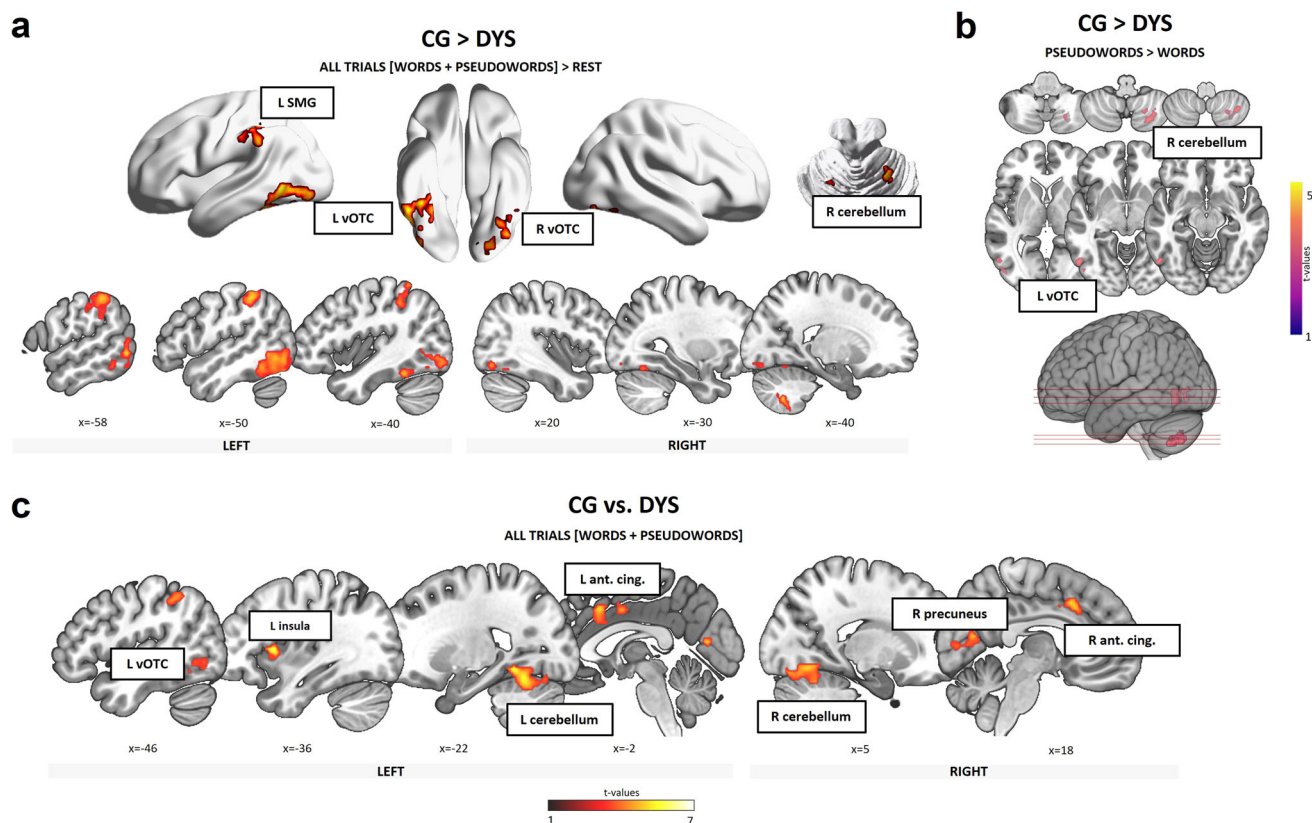 a
CG > DYS
ALL TRIALS [WORDS + PSEUDOWORDS] > REST
L SMG
L vOTC
R vOTC
R cerebellum
x=-58
x=-50
x=-40
x=20
x=-30
x=-40
LEFT
RIGHT
b
CG > DYS
PSEUDOWORDS > WORDS
R cerebellum
L vOTC
5
t-values
1
c
CG vs. DYS
ALL TRIALS [WORDS + PSEUDOWORDS]
L ant. cing.
L insula
R precuneus
L vOTC
R ant. cing.
L cerebellum
R cerebellum
x=-46
x=-36
x=-22
x=-2
x=5
x=18
LEFT
RIGHT
t-values
1
7